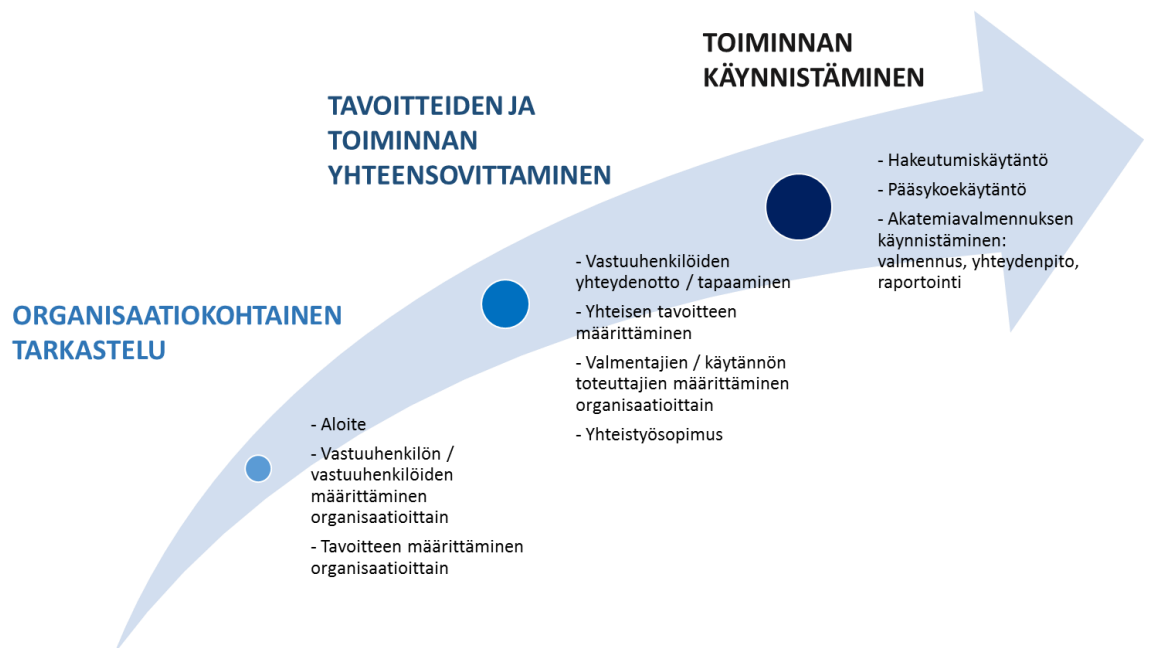 ORGANISAATIOKOHTAINEN
TARKASTELU
- Aloite
- Vastuuhenkilön /
vastuuhenkilöiden
määrittäminen
organisaatioittain
- Tavoitteen määrittäminen
organisaatioittain
TAVOITTEIDEN JA
TOIMINNAN
YHTEENSOVITTAMINEN
- Vastuuhenkilöiden
yhteydenotto / tapaaminen
- Yhteisen tavoitteen
määrittäminen
- Valmentajien / käytännön
toteuttajien määrittäminen
organisaatioittain
- Yhteistyösopimus
TOIMINNAN
KÄYNNISTÄMINEN
- Hakeutumiskäytäntö
- Pääsykoekäytäntö
- Akatemiavalmennuksen
käynnistäminen:
valmennus, yhteydenpito,
raportointi